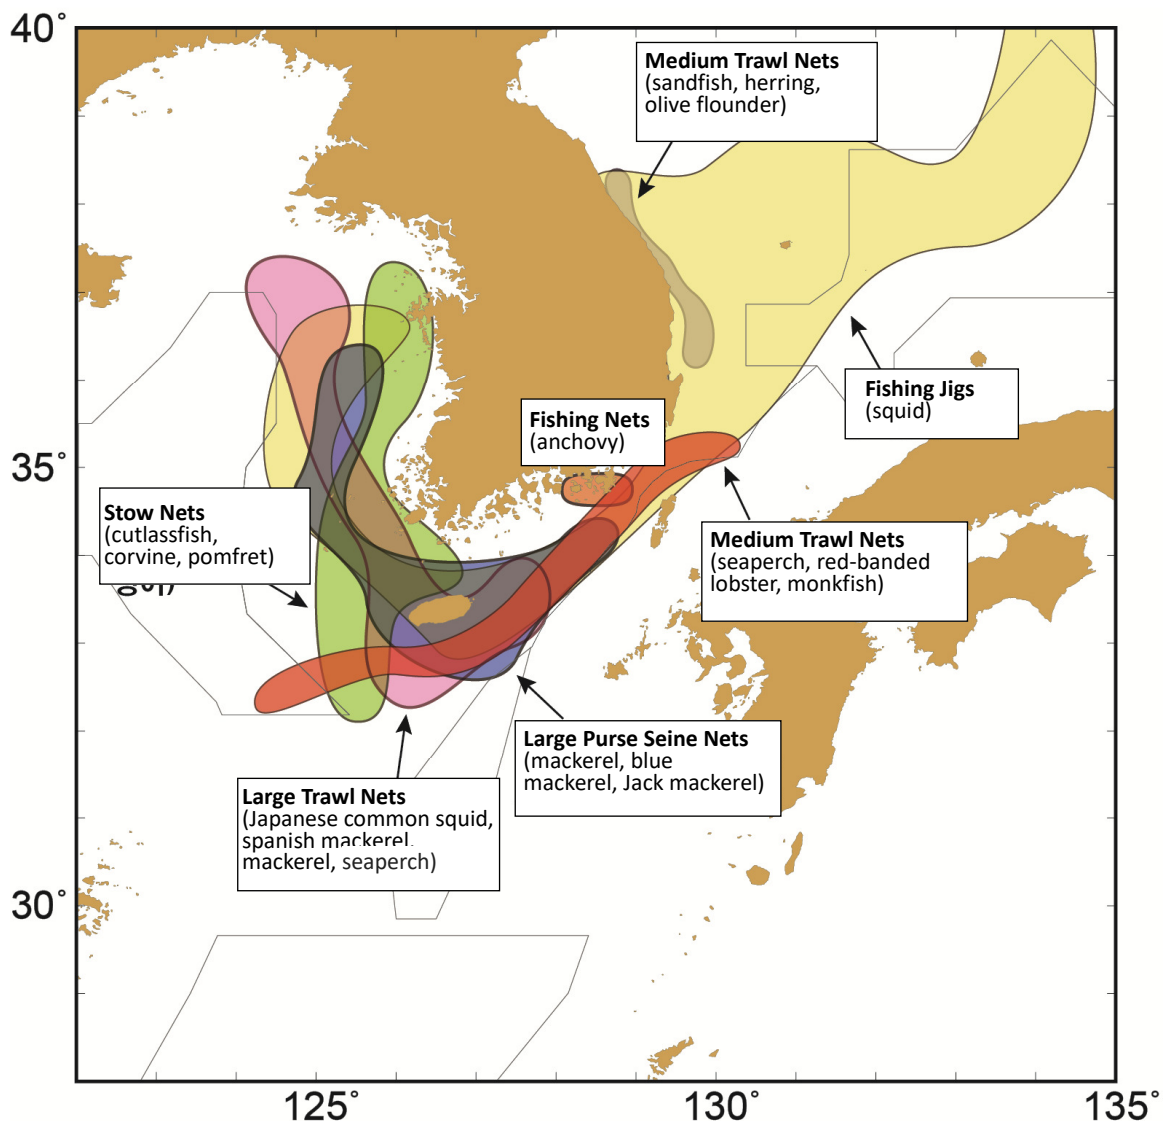 40°
Medium Trawl Nets
(sandfish, herring,
olive flounder)
Fishing Jigs
(squid)
Fishing Nets
(anchovy)
35°
Stow Nets
(cutlassfish,
corvine, pomfret)
Medium Trawl Nets
(seaperch, red-banded
lobster, monkfish)
Large Purse Seine Nets
(mackerel, blue
mackerel, Jack mackerel)
Large Trawl Nets
(Japanese common squid,
spanish mackerel,
mackerel, seaperch)
30°
125°
130°
135°